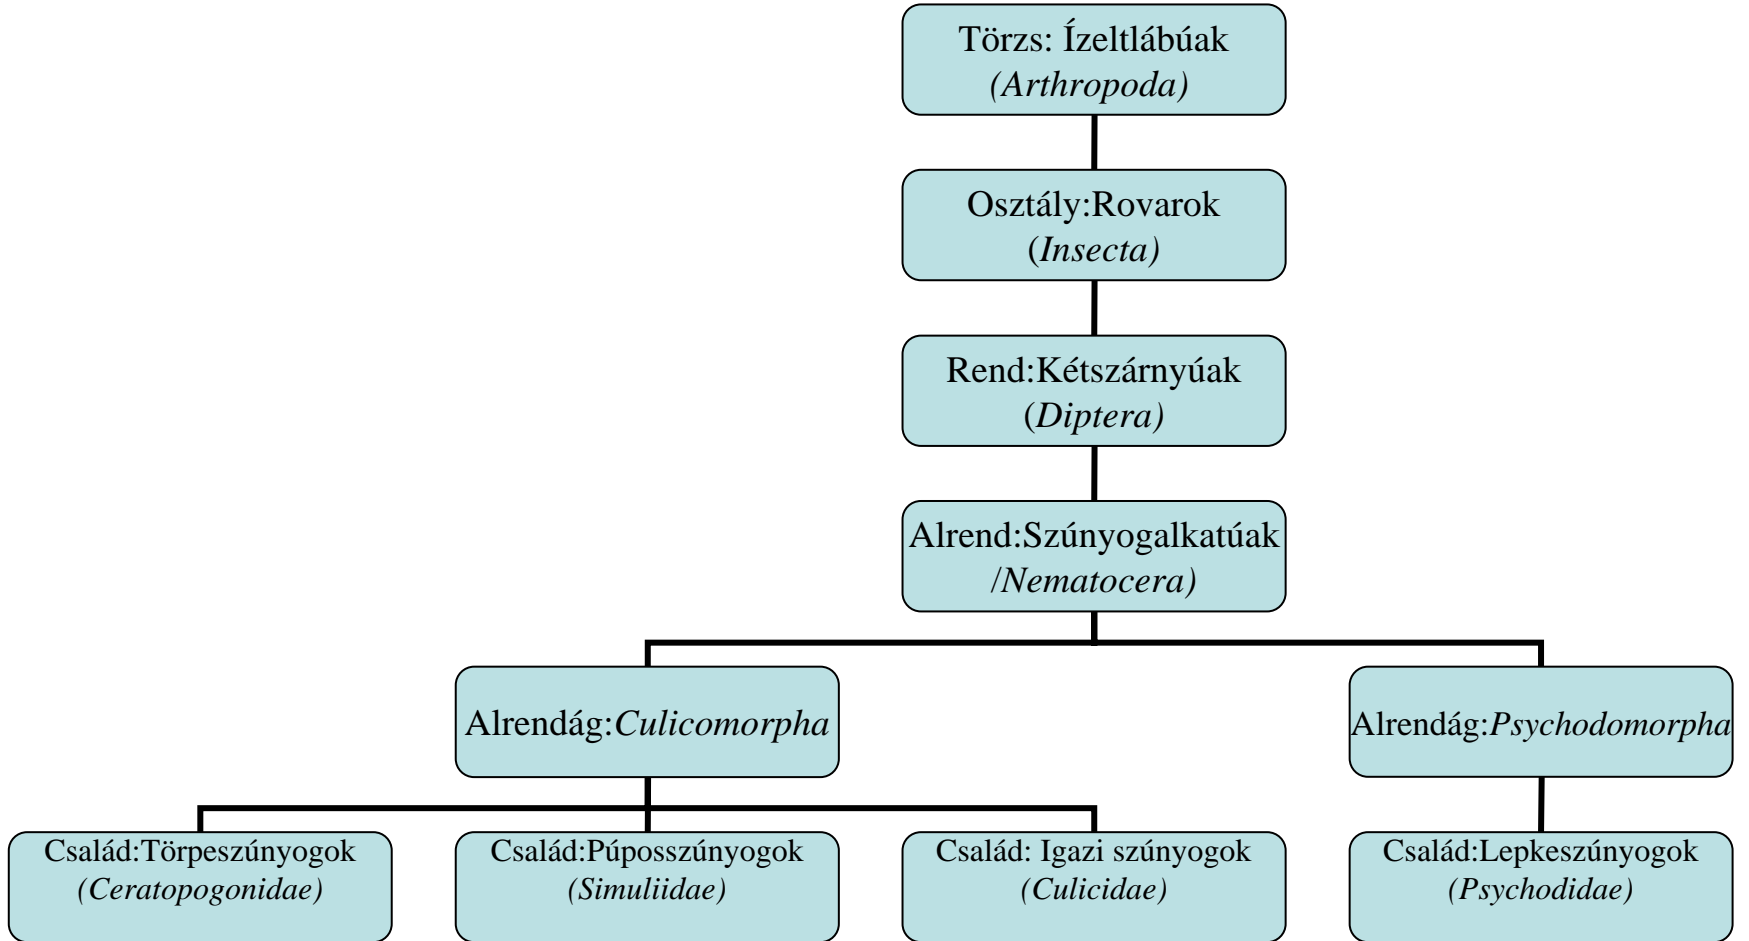 Törzs: Ízeltlábúak
(Arthropoda)
Osztály:Rovarok
(Insecta)
Rend:Kétszárnyúak
(Diptera)
Alrend:Szúnyogalkatúak
/Nematocera)
Alrendág:Culicomorpha
Alrendág:Psychodomorpha
Család:Törpeszúnyogok
(Ceratopogonidae)
Család:Púposszúnyogok
(Simuliidae)
Család: Igazi szúnyogok
(Culicidae)
Család:Lepkeszúnyogok
(Psychodidae)